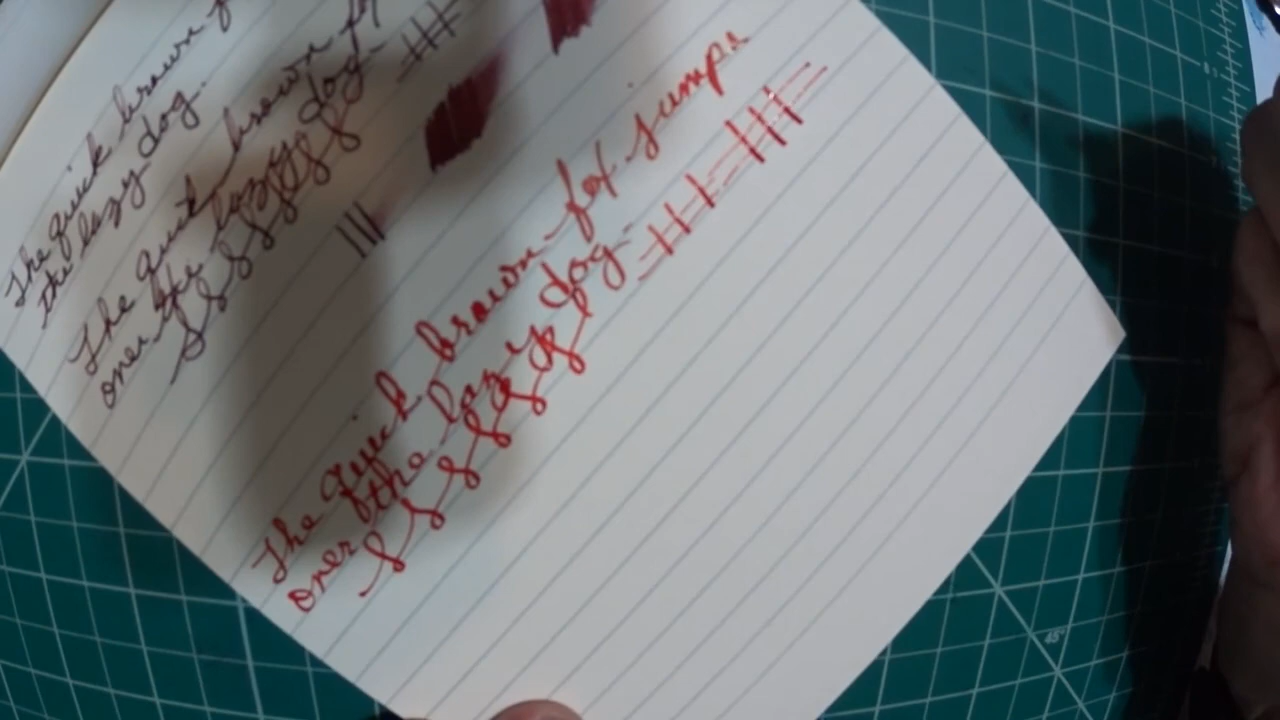 The quick brown
the lazy dog.
The quick brown
over the lazy dog.
The quick brown fox jumps
over the lazy dog.
45°